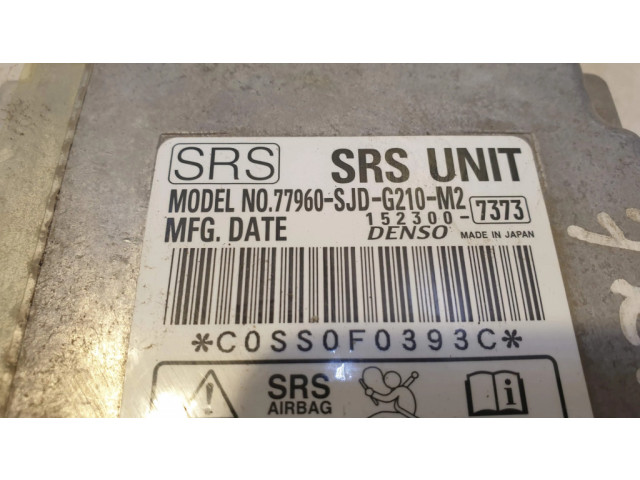 SRS SRS UNIT
MODEL NO.77960-SJD-G210-M2
152300-7373
MFG. DATE DENSO MADE IN JAPAN
*C0SS0F0393C*
SRS
AIRBAG